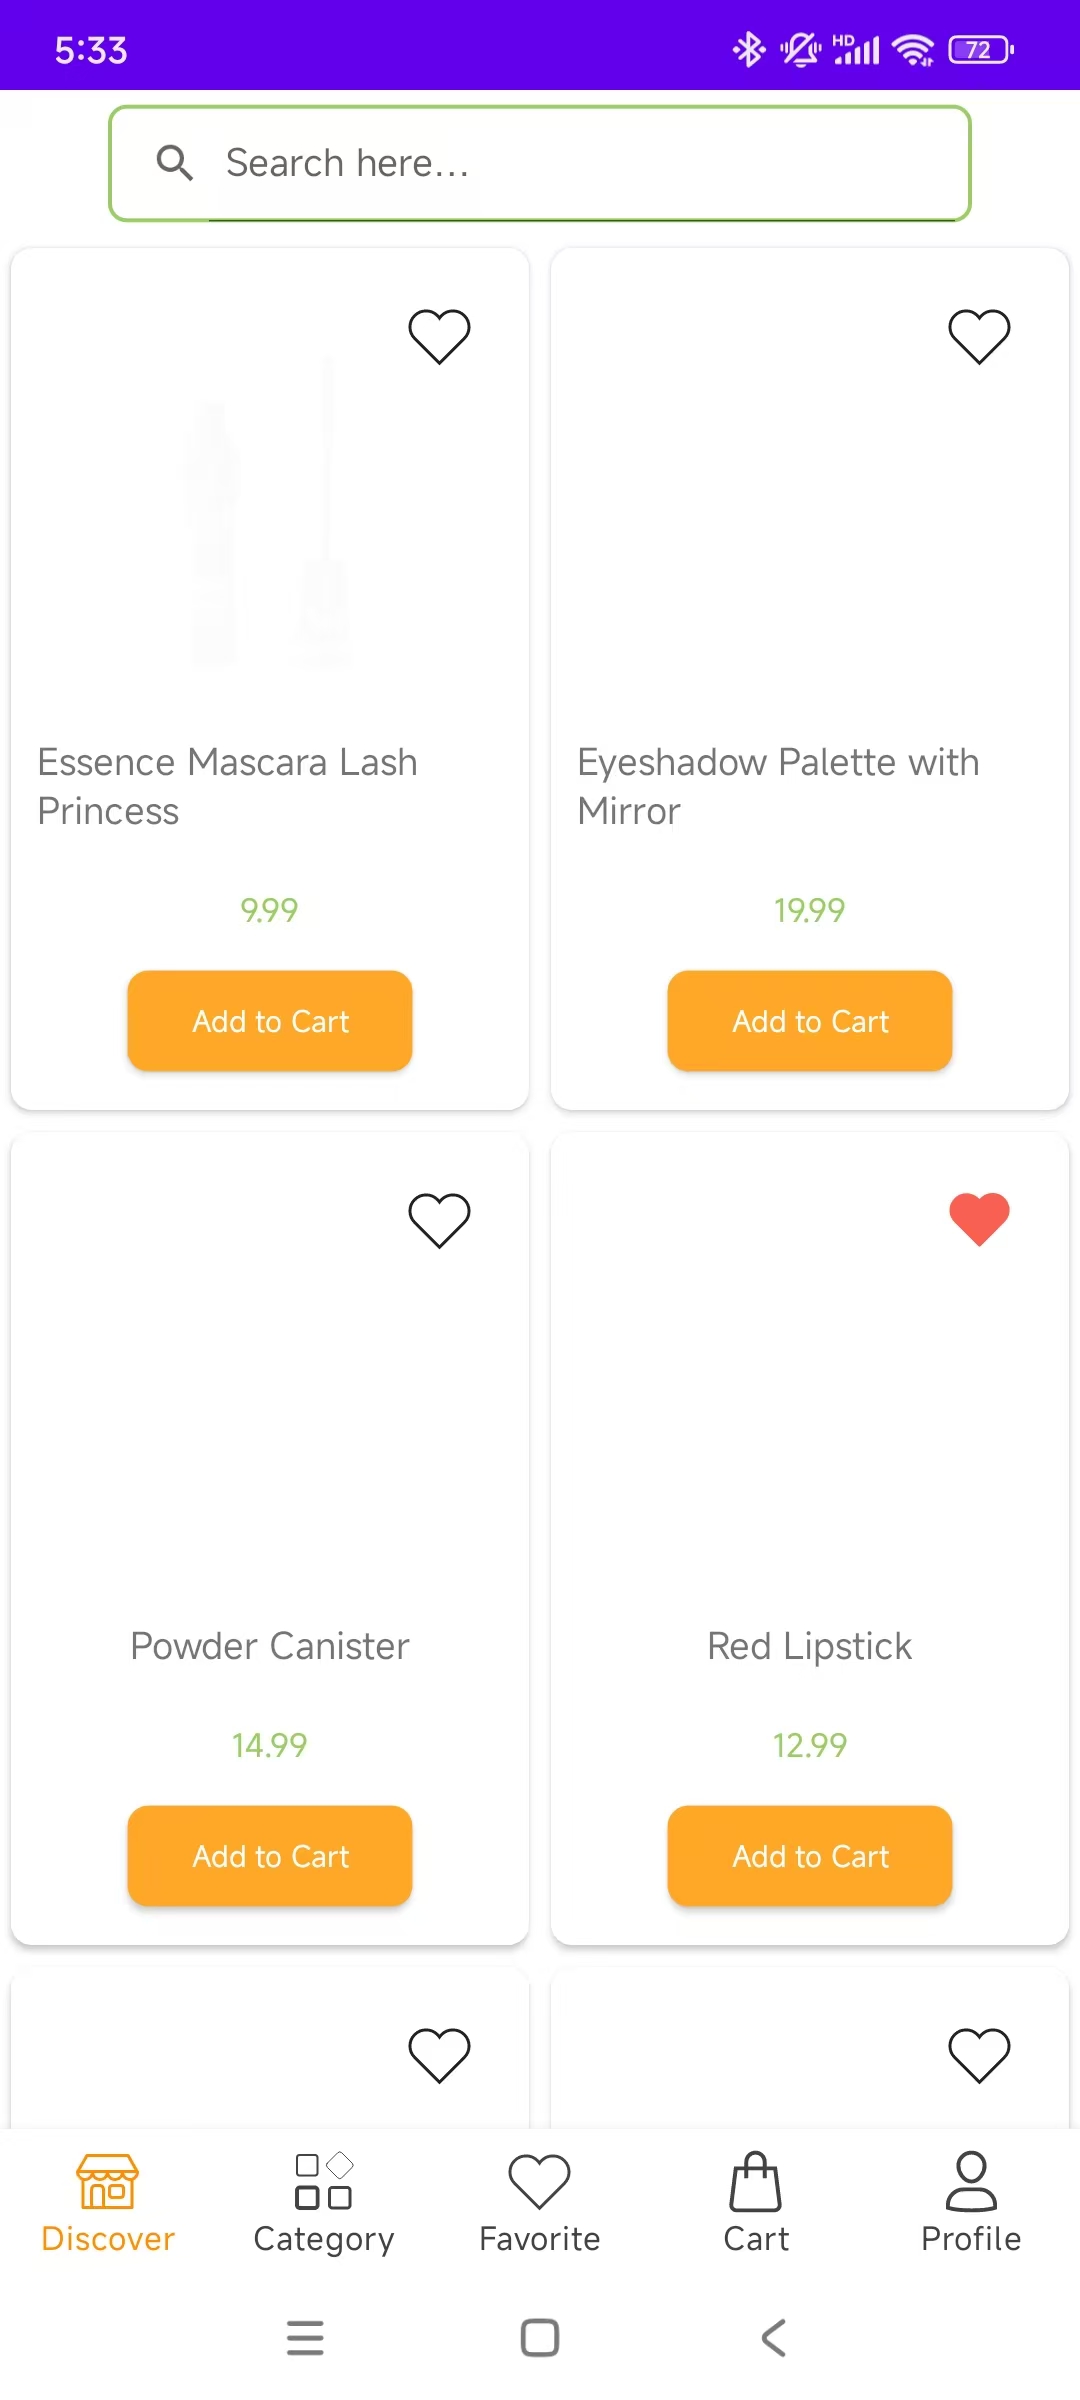 5:33
HD
72
Search here...
Essence Mascara Lash
Princess
9.99
Add to Cart
Eyeshadow Palette with
Mirror
19.99
Add to Cart
Powder Canister
14.99
Add to Cart
Red Lipstick
12.99
Add to Cart
Discover
Category
Favorite
Cart
Profile